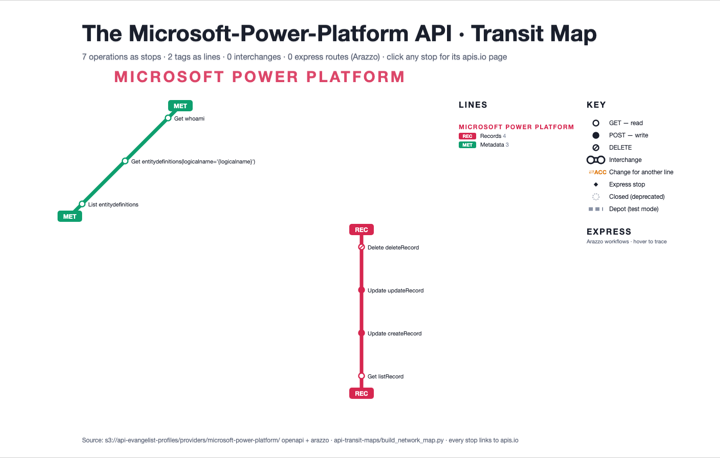 The Microsoft-Power-Platform API · Transit Map
7 operations as stops · 2 tags as lines · 0 interchanges · 0 express routes (Arazzo) · click any stop for its apis.io page
MICROSOFT POWER PLATFORM
MET
Get whoami
Get entitydefinitions(logicalname='{logicalname}')
List entitydefinitions
MET
REC
Delete deleteRecord
Update updateRecord
Update createRecord
Get listRecord
REC
LINES
MICROSOFT POWER PLATFORM
REC Records 4
MET Metadata 3
KEY
GET — read
POST — write
DELETE
Interchange
⇄ACC Change for another line
Express stop
Closed (deprecated)
Depot (test mode)
EXPRESS
Arazzo workflows · hover to trace
Source: s3://api-evangelist-profiles/providers/microsoft-power-platform/ openapi + arazzo · api-transit-maps/build_network_map.py · every stop links to apis.io